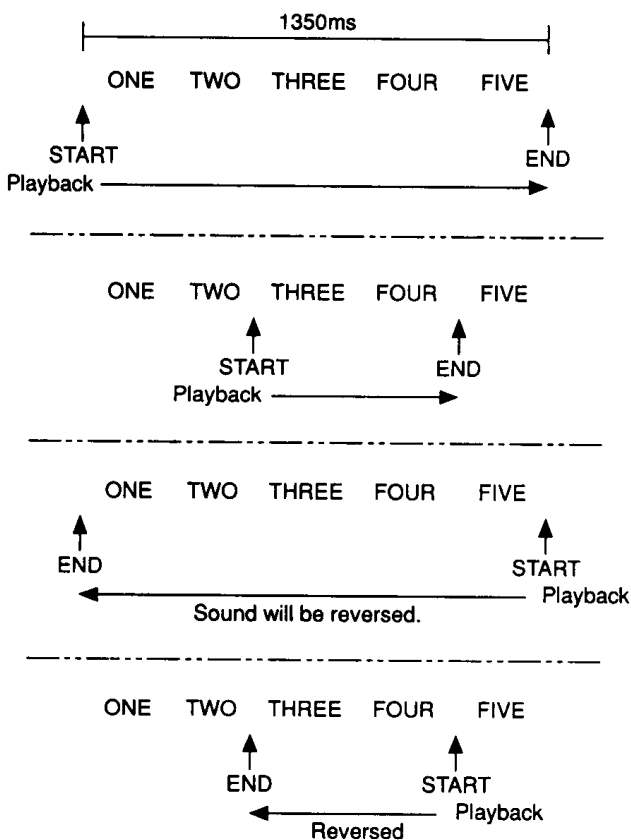 1350ms
ONE TWO THREE FOUR FIVE
START END
Playback
ONE TWO THREE FOUR FIVE
START END
Playback
ONE TWO THREE FOUR FIVE
END START
Playback
Sound will be reversed.
ONE TWO THREE FOUR FIVE
END START
Playback
Reversed